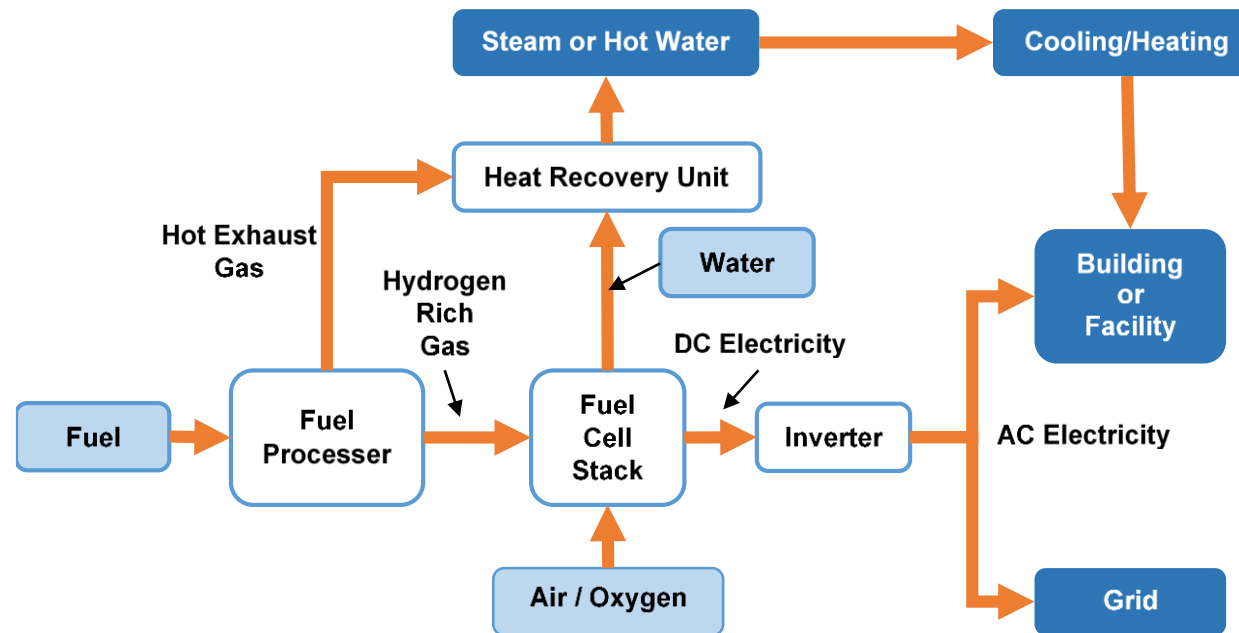 Steam or Hot Water
Cooling/Heating
Heat Recovery Unit
Hot Exhaust
Gas
Water
Building
or
Facility
Hydrogen
Rich
Gas
DC Electricity
Fuel
Fuel
Processer
Fuel
Cell
Stack
Inverter
AC Electricity
Air / Oxygen
Grid